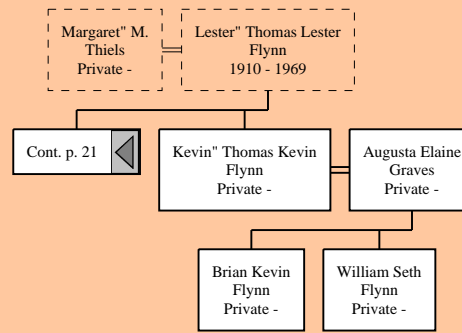 Margaret" M.
Thiels
Private -
Lester" Thomas Lester
Flynn
1910 - 1969
Cont. p. 21
Kevin" Thomas Kevin
Flynn
Private -
Augusta Elaine
Graves
Private -
Brian Kevin
Flynn
Private -
William Seth
Flynn
Private -